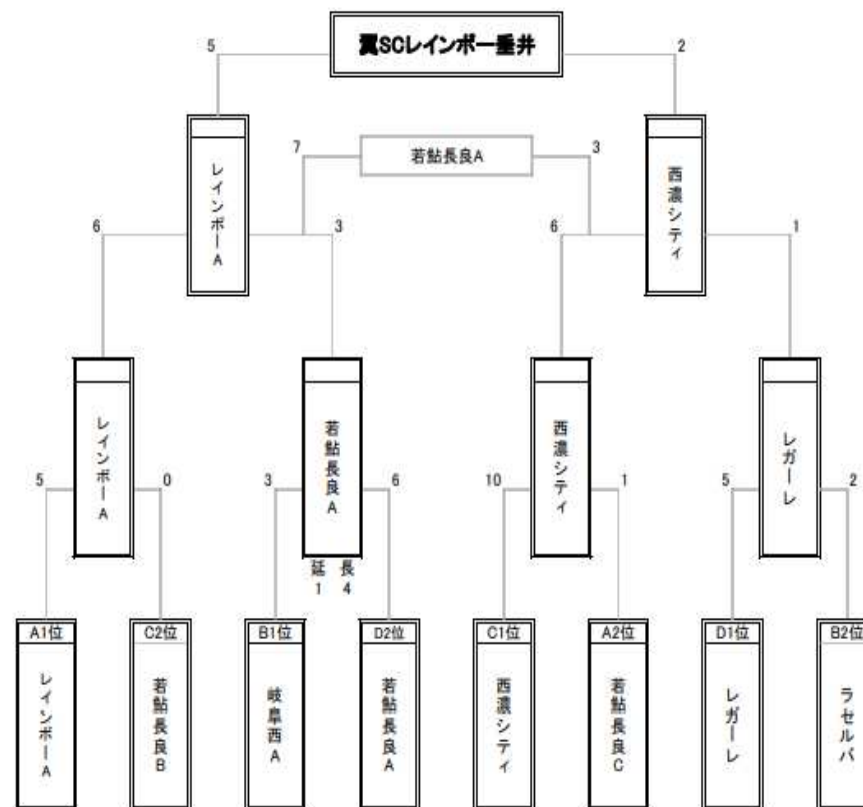 5
翼SCレインボー垂井
2
7
若鮎長良A
3
レインボーA
西濃シティ
6
3
6
1
レインボーA
若鮎長良A
西濃シティ
レガーレ
5
0
3
6
10
1
5
2
延長
1 4
A1位
C2位
B1位
D2位
C1位
A2位
D1位
B2位
レインボーA
若鮎長良B
岐阜西A
若鮎長良A
西濃シティ
若鮎長良C
レガーレ
ラセルバ